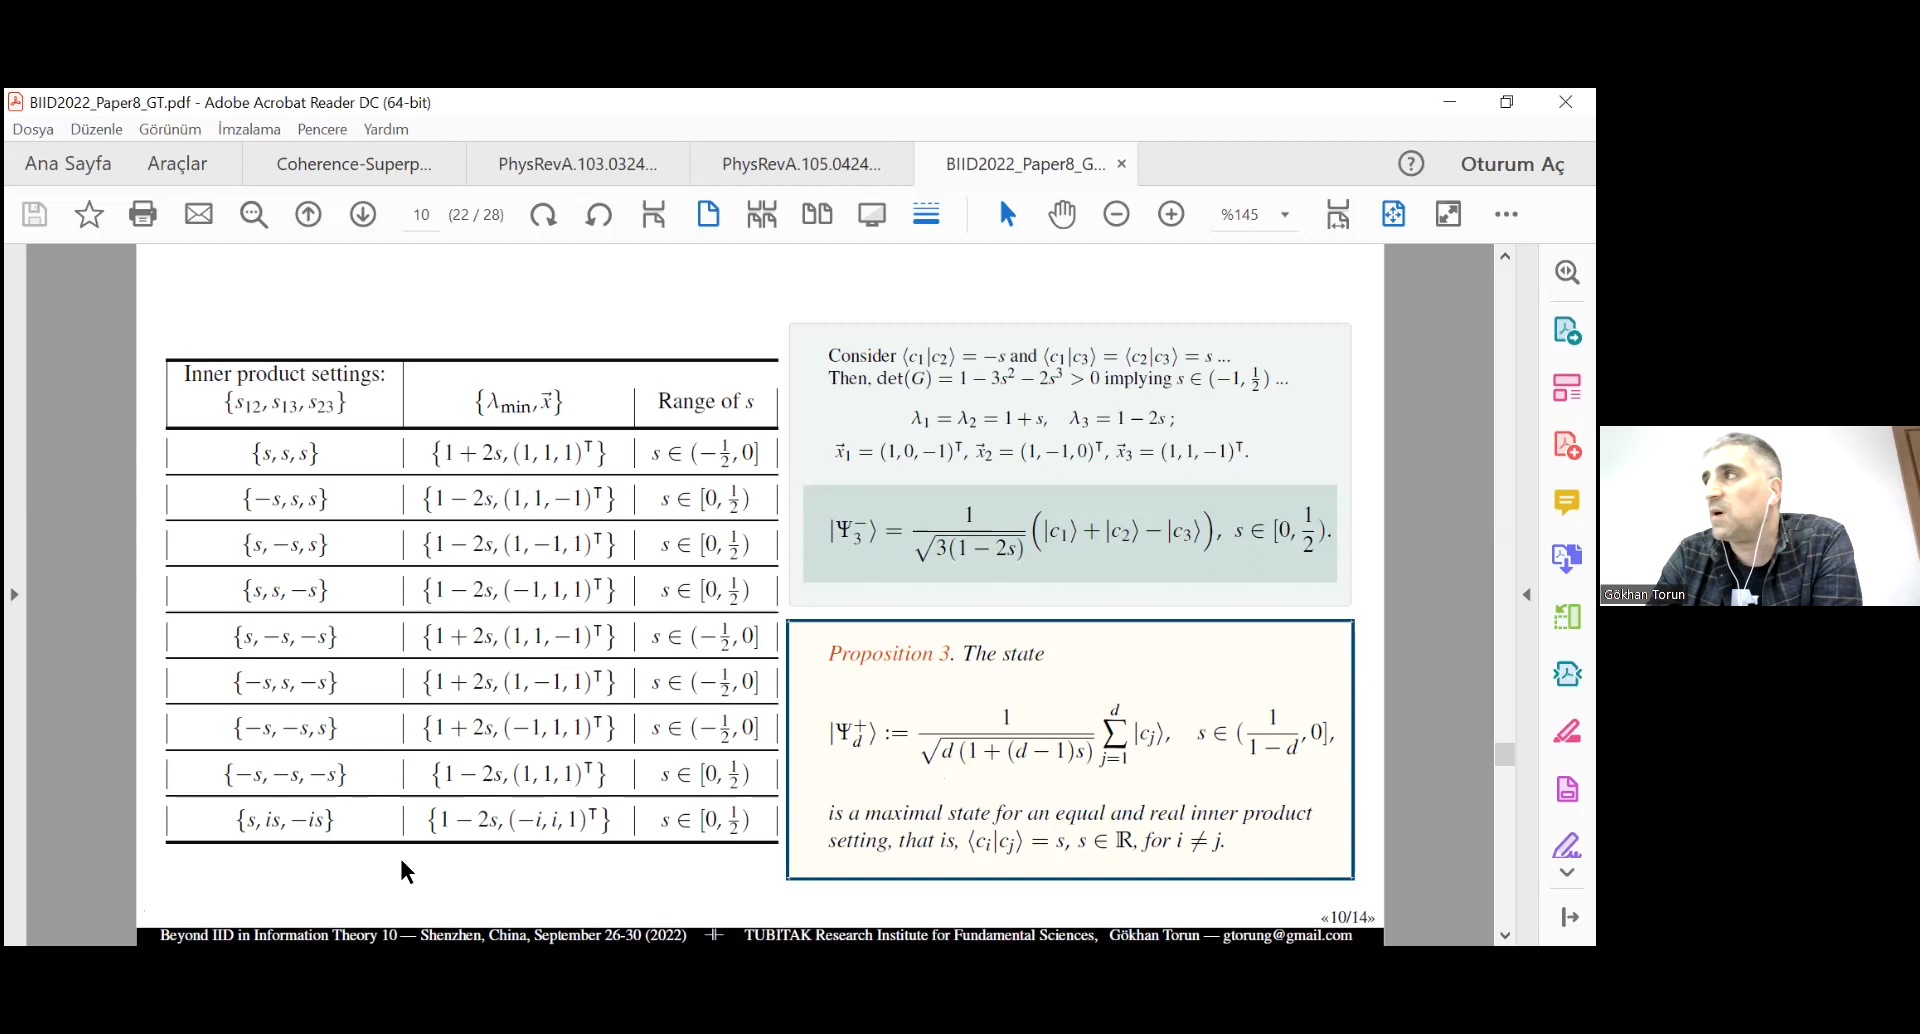 BIID2022_Paper8_GT.pdf - Adobe Acrobat Reader DC (64-bit)
Dosya Düzenle Görünüm İmzalama Pencere Yardım
Ana Sayfa Araçlar Coherence-Superp... PhysRevA.103.0324... PhysRevA.105.0424... BIID2022_Paper8_G... × Oturum Aç
10 (22 / 28) %145
Inner product settings:
{s₁₂, s₁₃, s₂₃} {λmin, x⃗} Range of s
{s, s, s} {1 + 2s, (1, 1, 1)ᵀ} s ∈ (−1/2, 0]
{−s, s, s} {1 − 2s, (1, 1, −1)ᵀ} s ∈ [0, 1/2)
{s, −s, s} {1 − 2s, (1, −1, 1)ᵀ} s ∈ [0, 1/2)
{s, s, −s} {1 − 2s, (−1, 1, 1)ᵀ} s ∈ [0, 1/2)
{s, −s, −s} {1 + 2s, (1, 1, −1)ᵀ} s ∈ (−1/2, 0]
{−s, s, −s} {1 + 2s, (1, −1, 1)ᵀ} s ∈ (−1/2, 0]
{−s, −s, s} {1 + 2s, (−1, 1, 1)ᵀ} s ∈ (−1/2, 0]
{−s, −s, −s} {1 − 2s, (1, 1, 1)ᵀ} s ∈ [0, 1/2)
{s, is, −is} {1 − 2s, (−i, i, 1)ᵀ} s ∈ [0, 1/2)
Consider ⟨c₁|c₂⟩ = −s and ⟨c₁|c₃⟩ = ⟨c₂|c₃⟩ = s ...
Then, det(G) = 1 − 3s² − 2s³ > 0 implying s ∈ (−1, 1/2) ...
λ₁ = λ₂ = 1 + s, λ₃ = 1 − 2s ;
x⃗₁ = (1, 0, −1)ᵀ, x⃗₂ = (1, −1, 0)ᵀ, x⃗₃ = (1, 1, −1)ᵀ.
|Ψ₃⁻⟩ = 1/√(3(1 − 2s)) (|c₁⟩ + |c₂⟩ − |c₃⟩), s ∈ [0, 1/2).
Proposition 3. The state
|Ψ_d⁺⟩ := 1/√(d (1 + (d − 1)s)) ∑_{j=1}^{d} |c_j⟩, s ∈ (1/(1 − d), 0],
is a maximal state for an equal and real inner product
setting, that is, ⟨c_i|c_j⟩ = s, s ∈ ℝ, for i ≠ j.
«10/14»
Beyond IID in Information Theory 10 — Shenzhen, China, September 26-30 (2022) ⊣⊢ TUBITAK Research Institute for Fundamental Sciences, Gökhan Torun — gtorung@gmail.com
Gökhan Torun